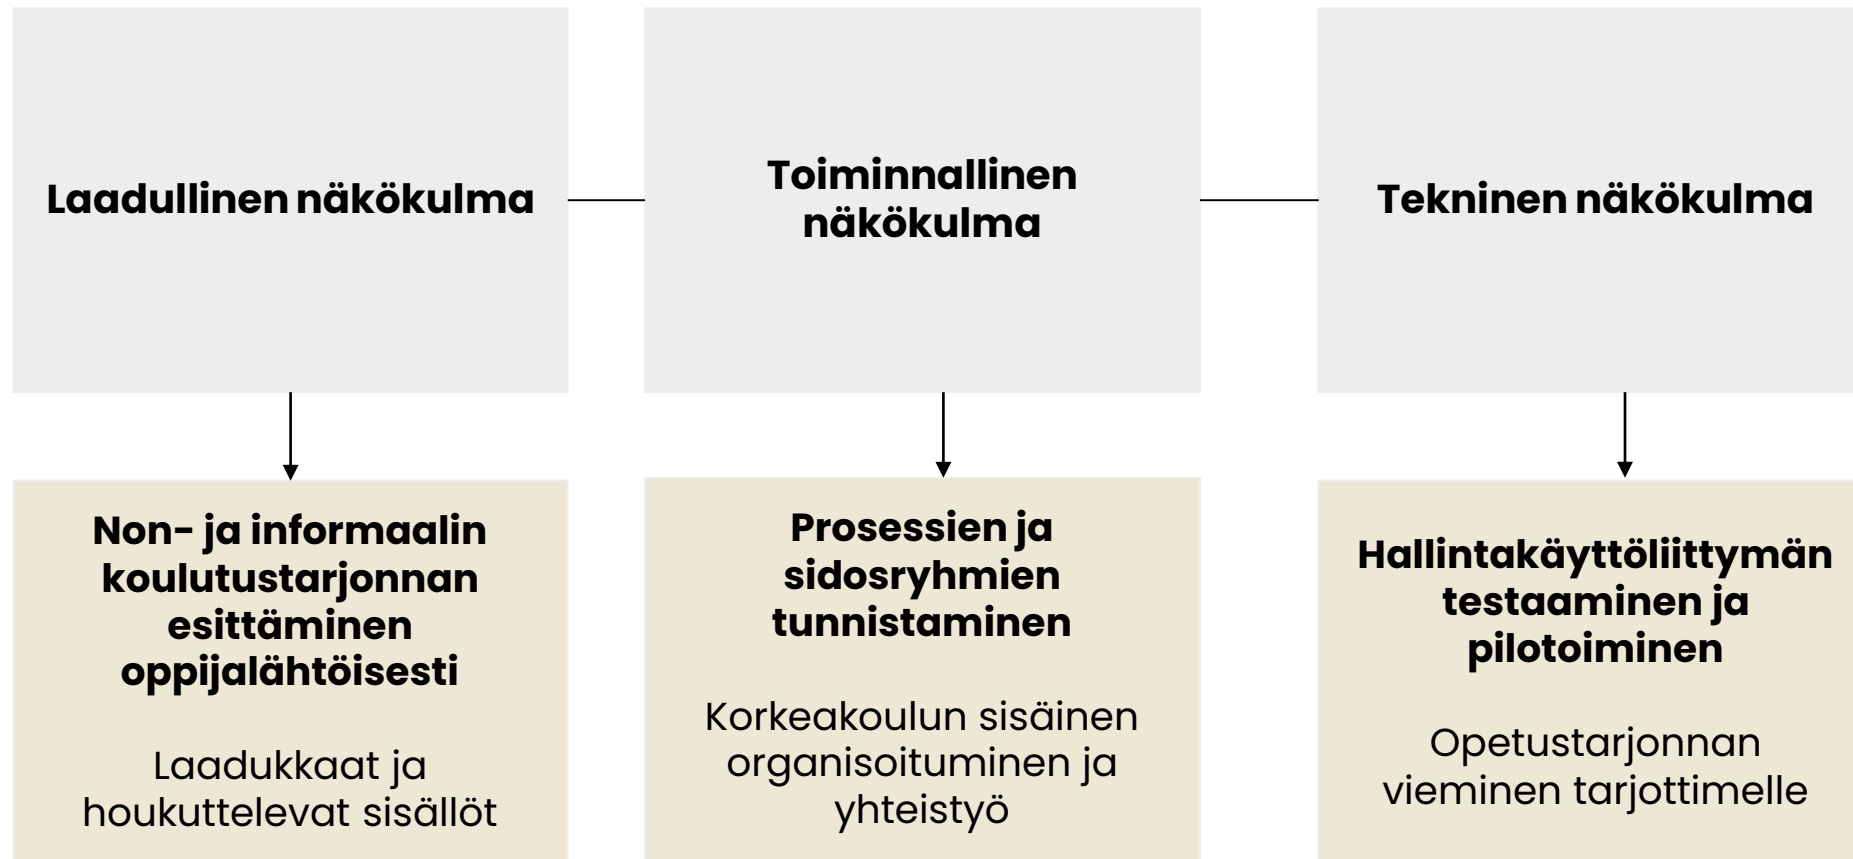 Laadullinen näkökulma
Toiminnallinen
näkökulma
Tekninen näkökulma
Non- ja informaalin
koulutustarjonnan
esittäminen
oppijalähtöisesti
Laadukkaat ja
houkuttelevat sisällöt
Prosessien ja
sidosryhmien
tunnistaminen
Korkeakoulun sisäinen
organisoituminen ja
yhteistyö
Hallintakäyttöliittymän
testaaminen ja
pilotoiminen
Opetustarjonnan
vieminen tarjottimelle